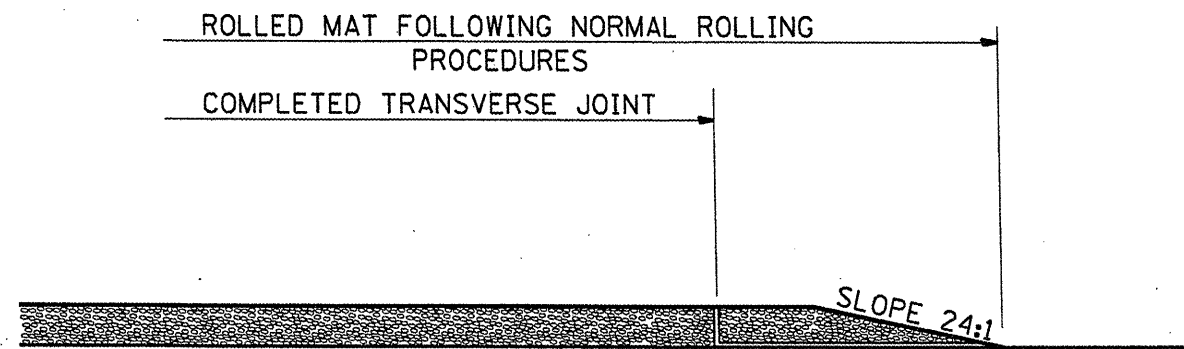 ROLLED MAT FOLLOWING NORMAL ROLLING
PROCEDURES
COMPLETED TRANSVERSE JOINT
SLOPE 24:1